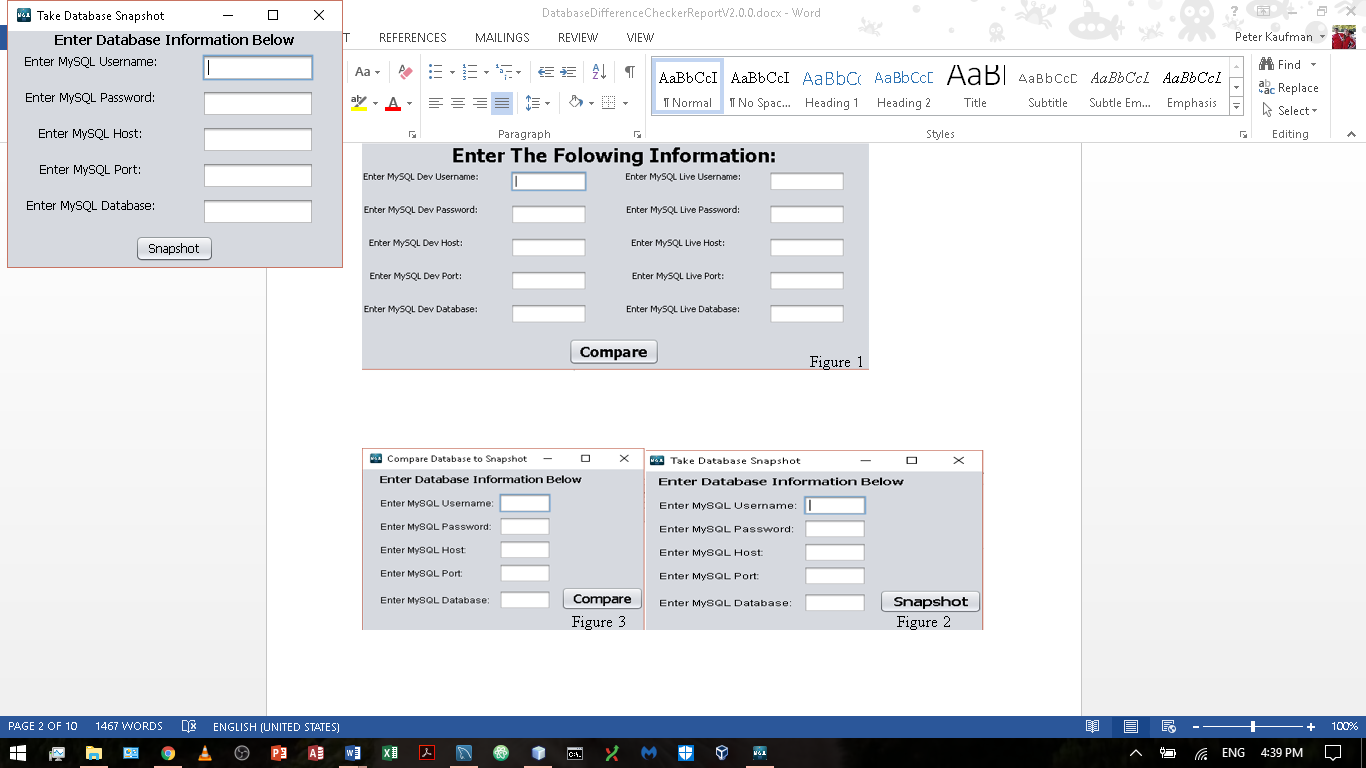 Take Database Snapshot
Enter Database Information Below
Enter MySQL Username:
Enter MySQL Password:
Enter MySQL Host:
Enter MySQL Port:
Enter MySQL Database:
Snapshot
DatabaseDifferenceCheckerReportV2.0.0.docx - Word
T REFERENCES MAILINGS REVIEW VIEW
Peter Kaufman
Aa
AaBbCcI AaBbCcI AaBbCc AaBbCcD AaBl AaBbCcD AaBbCcI AaBbCcI
¶ Normal ¶ No Spac... Heading 1 Heading 2 Title Subtitle Subtle Em... Emphasis
Find
Replace
Select
Paragraph Styles Editing
Enter The Folowing Information:
Enter MySQL Dev Username: Enter MySQL Live Username:
Enter MySQL Dev Password: Enter MySQL Live Password:
Enter MySQL Dev Host: Enter MySQL Live Host:
Enter MySQL Dev Port: Enter MySQL Live Port:
Enter MySQL Dev Database: Enter MySQL Live Database:
Compare
Figure 1
Compare Database to Snapshot
Enter Database Information Below
Enter MySQL Username:
Enter MySQL Password:
Enter MySQL Host:
Enter MySQL Port:
Enter MySQL Database:
Compare
Figure 3
Take Database Snapshot
Enter Database Information Below
Enter MySQL Username:
Enter MySQL Password:
Enter MySQL Host:
Enter MySQL Port:
Enter MySQL Database:
Snapshot
Figure 2
PAGE 2 OF 10 1467 WORDS ENGLISH (UNITED STATES) 100%
ENG 4:39 PM